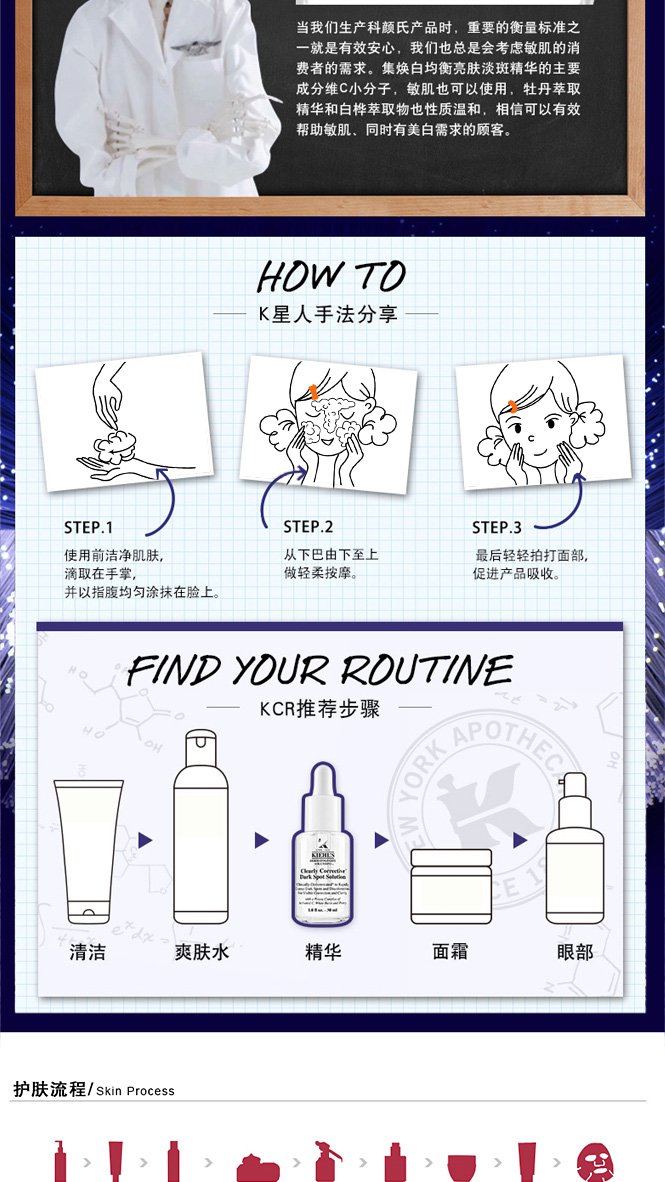 当我们生产科颜氏产品时，重要的衡量标准之
一就是有效安心，我们也总是会考虑敏肌的消
费者的需求。集焕白均衡亮肤淡斑精华的主要
成分维C小分子，敏肌也可以使用，牡丹萃取
精华和白桦萃取物也性质温和，相信可以有效
帮助敏肌、同时有美白需求的顾客。
HOW TO
K星人手法分享
STEP.1
使用前洁净肌肤，
滴取在手掌，
并以指腹均匀涂抹在脸上。
STEP.2
从下巴由下至上
做轻柔按摩。
STEP.3
最后轻轻拍打面部，
促进产品吸收。
FIND YOUR ROUTINE
KCR推荐步骤
KIEHL'S
Clearly Corrective
Dark Spot Solution
1.0 fl. oz. - 30 ml
清洁
爽肤水
精华
面霜
眼部
护肤流程/Skin Process